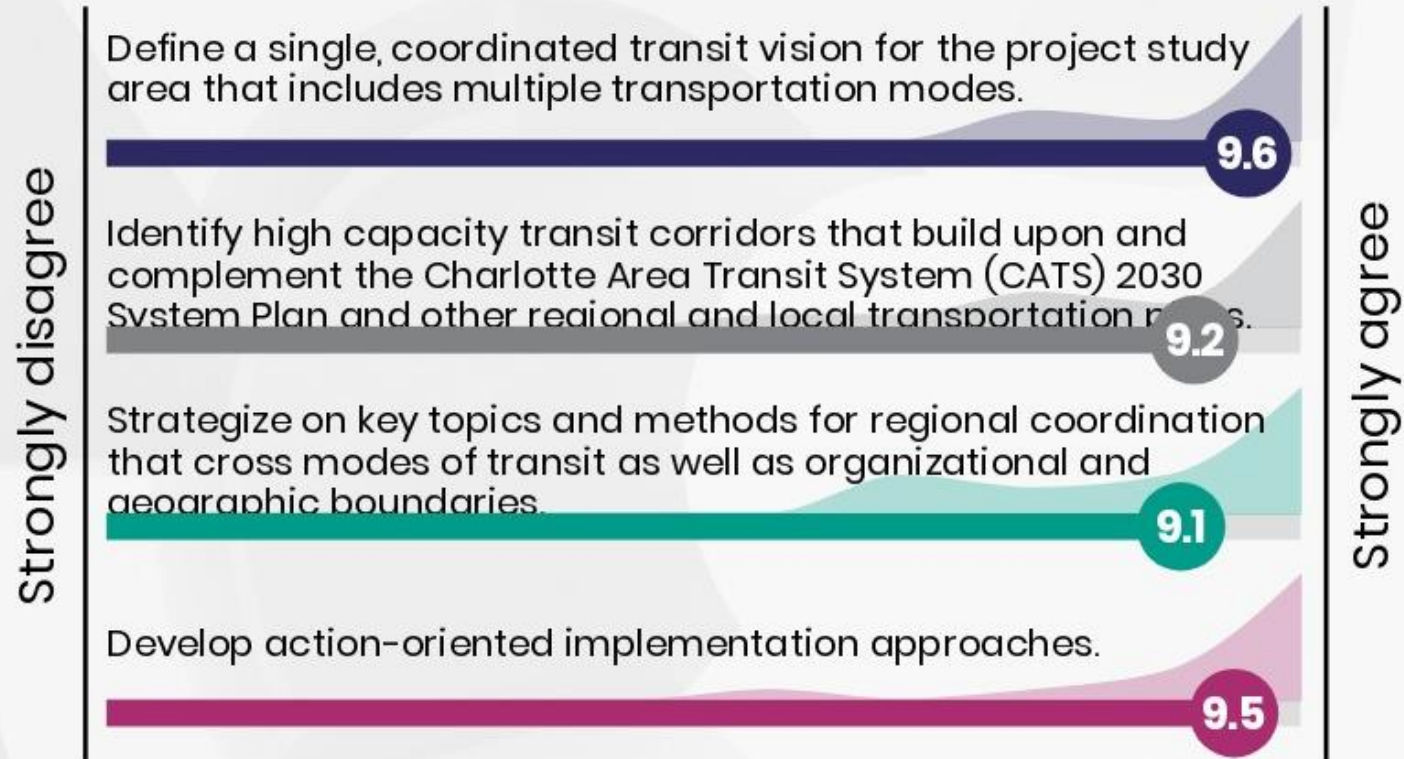 Strongly disagree
Define a single, coordinated transit vision for the project study
area that includes multiple transportation modes.
9.6
Identify high capacity transit corridors that build upon and
complement the Charlotte Area Transit System (CATS) 2030
System Plan and other regional and local transportation
9.2
Strategize on key topics and methods for regional coordination
that cross modes of transit as well as organizational and
geographic boundaries.
9.1
Develop action-oriented implementation approaches.
9.5
Strongly agree